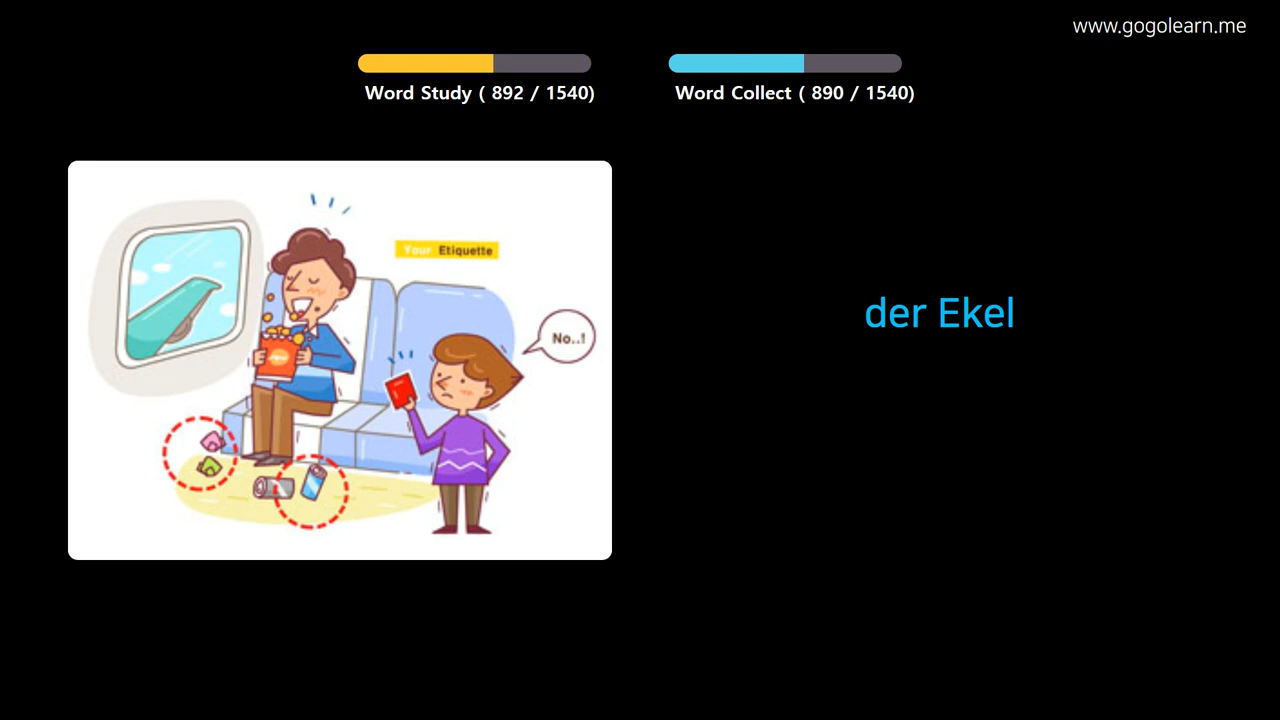 www.gogolearn.me
Word Study ( 892 / 1540)
Word Collect ( 890 / 1540)
Your Etiquette
No..!
der Ekel